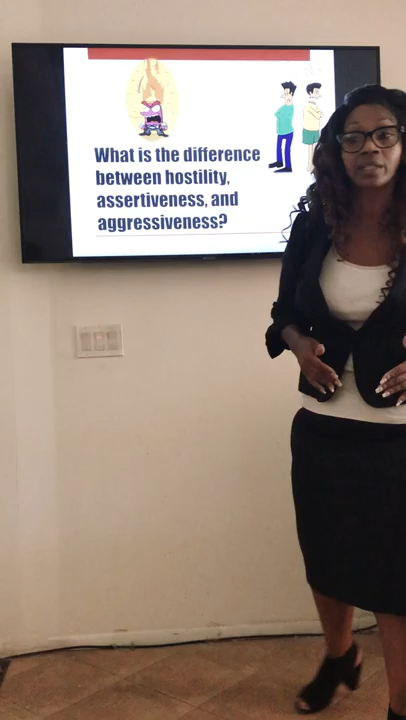 What is the difference
between hostility,
assertiveness, and
aggressiveness?